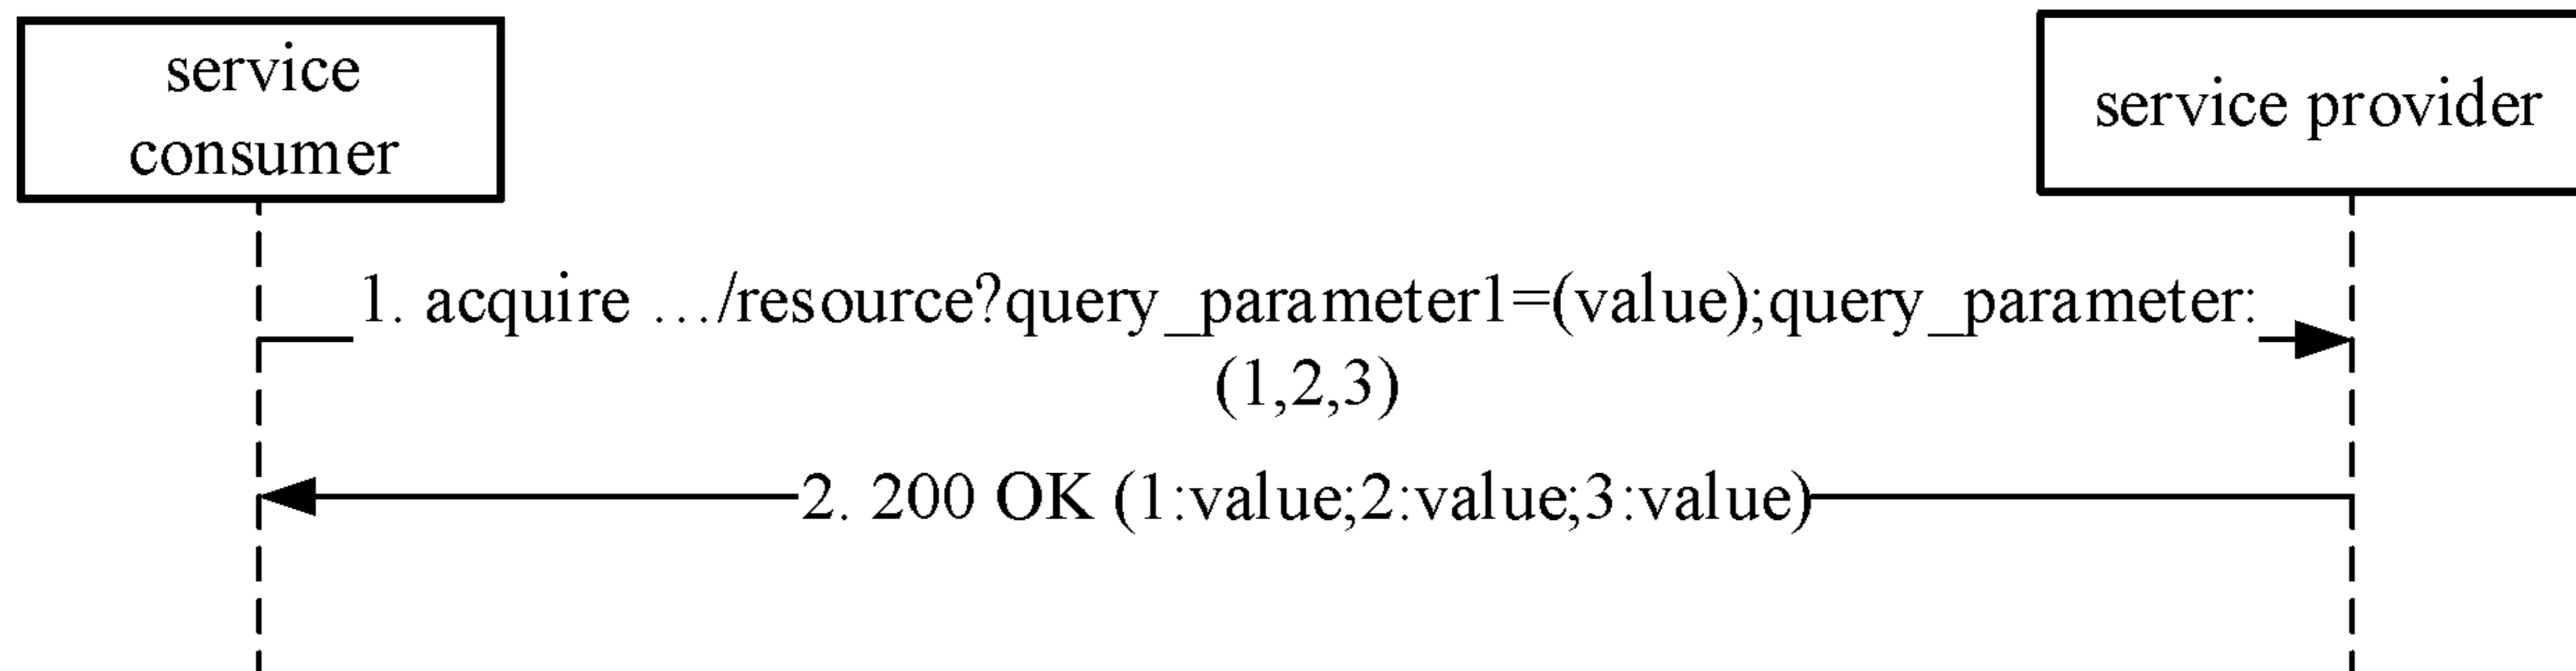 service
consumer
service provider
1. acquire …/resource?query_parameter1=(value);query_parameter:
(1,2,3)
2. 200 OK (1:value;2:value;3:value)